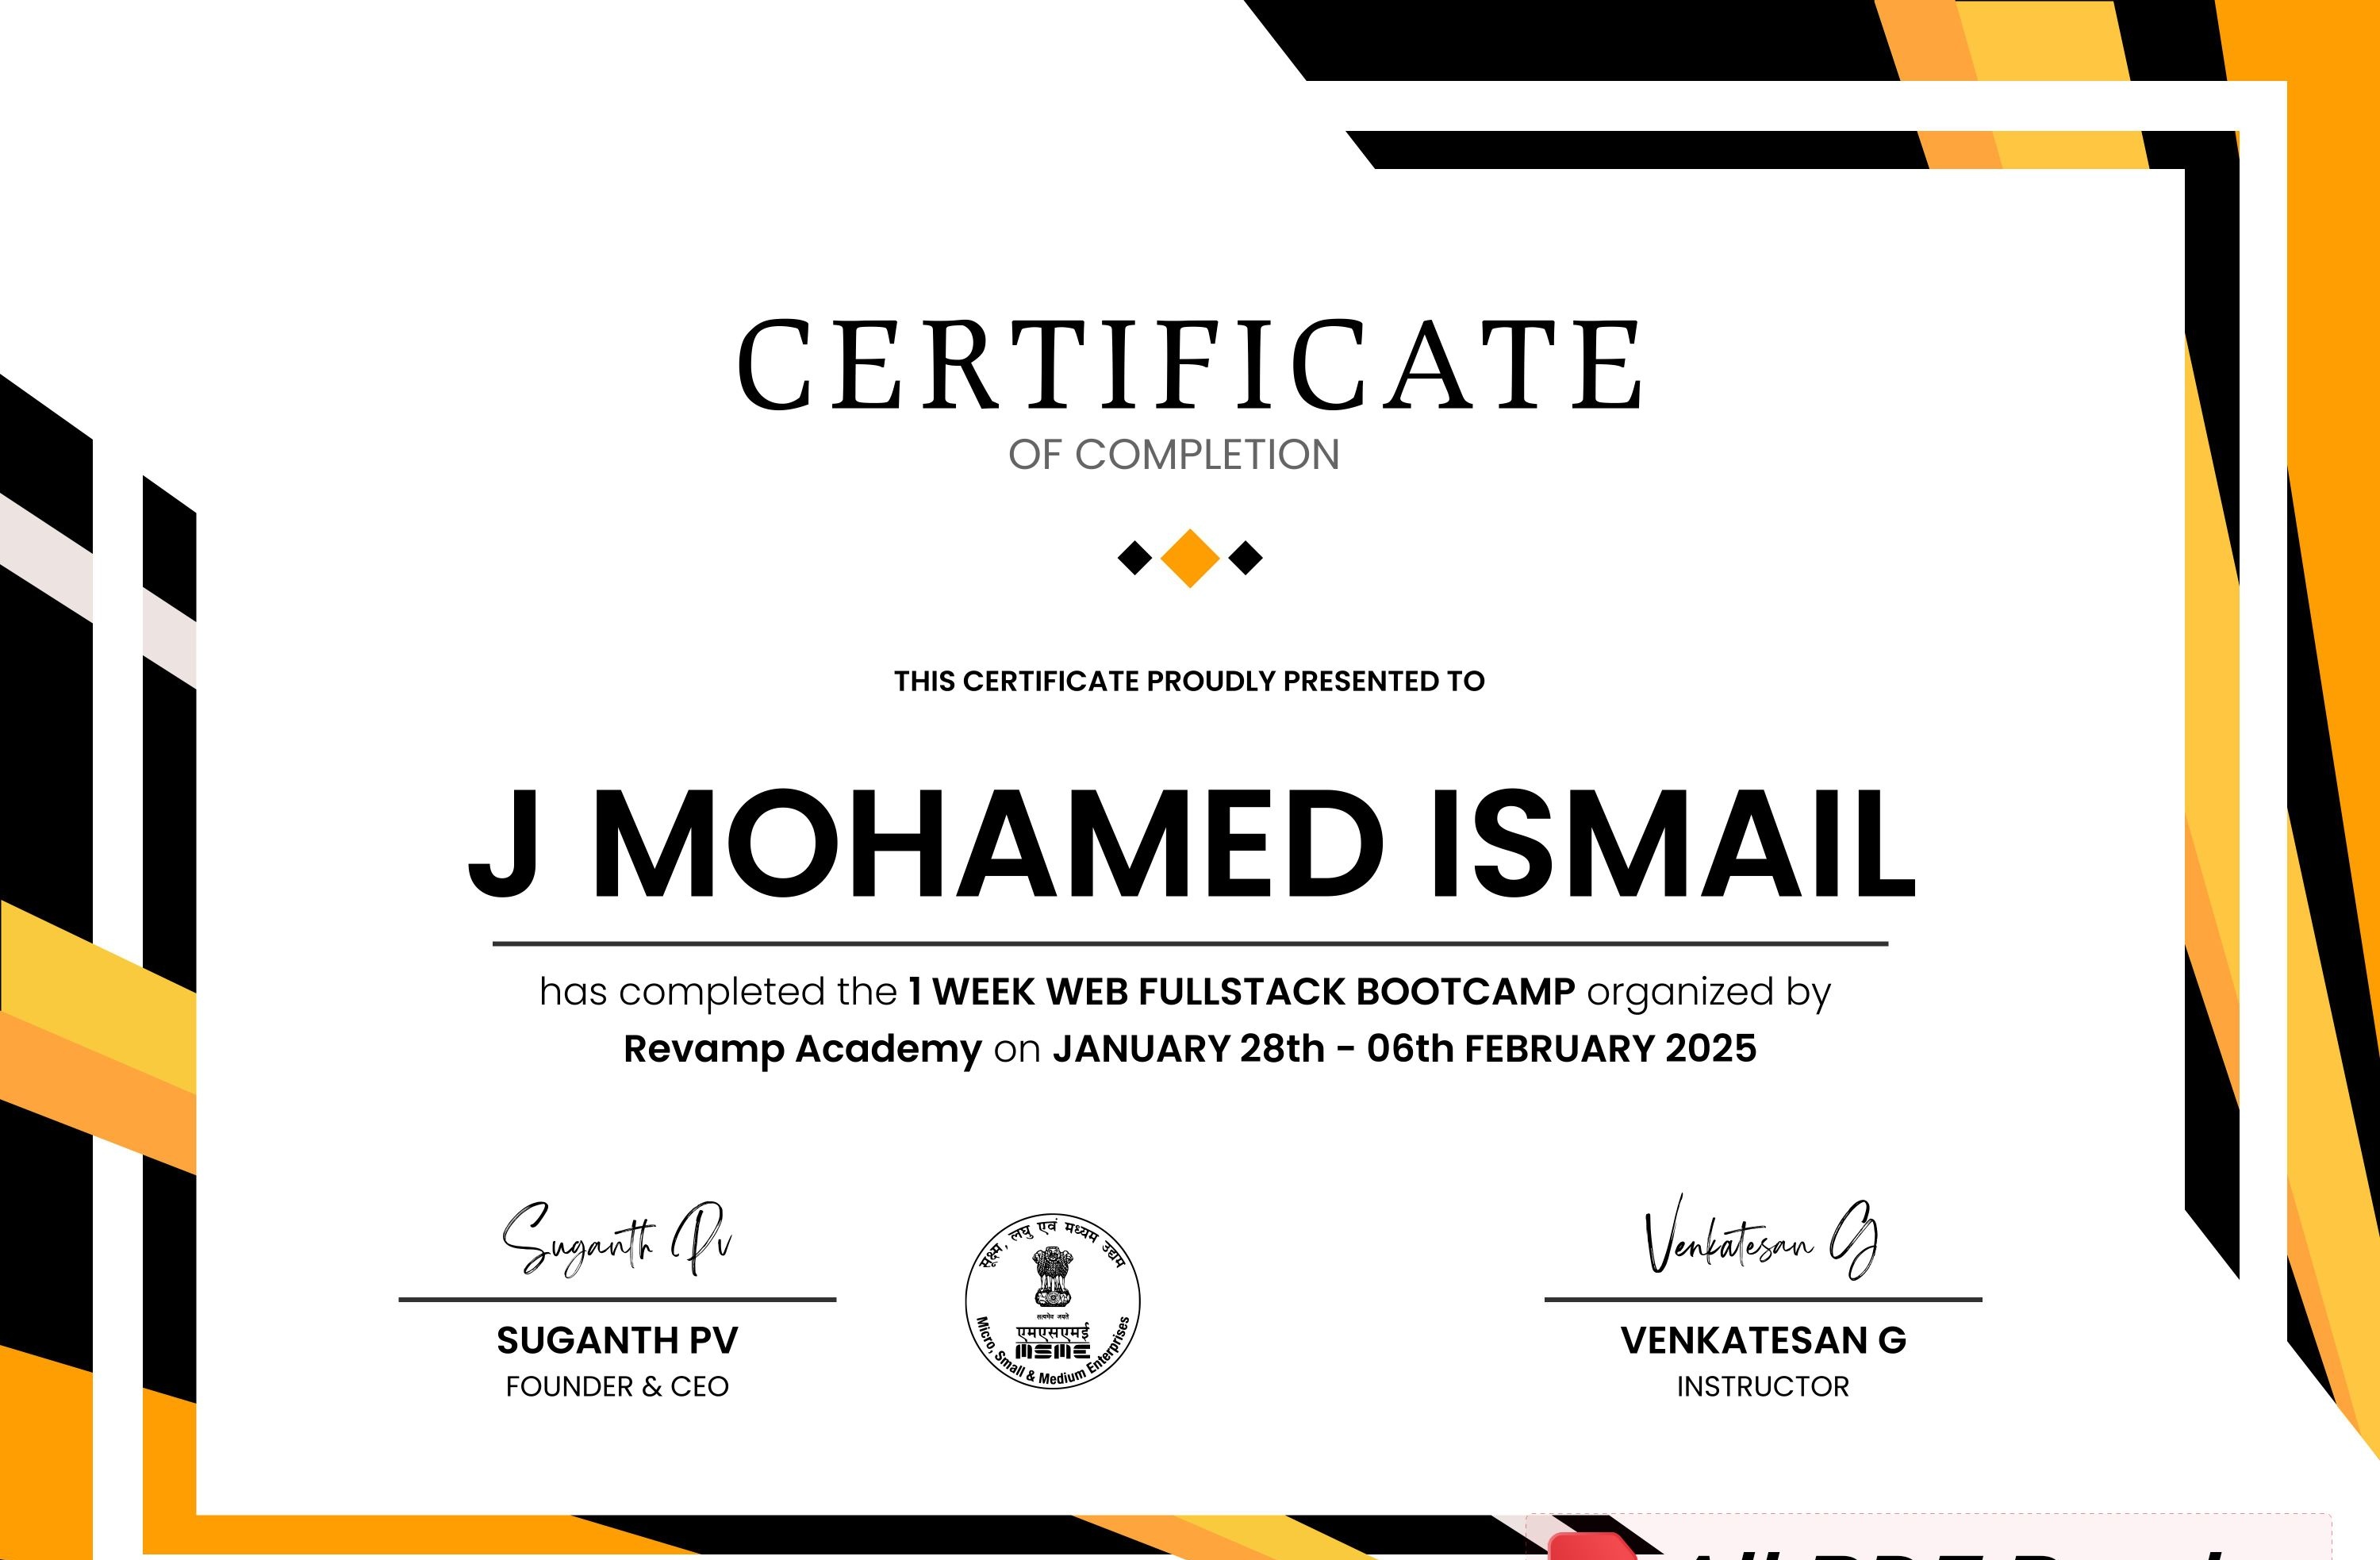 CERTIFICATE
OF COMPLETION
THIS CERTIFICATE PROUDLY PRESENTED TO
J MOHAMED ISMAIL
has completed the 1 WEEK WEB FULLSTACK BOOTCAMP organized by
Revamp Academy on JANUARY 28th - 06th FEBRUARY 2025
Suganth Pv
Venkatesan G
सूक्ष्म, लघु एवं मध्यम उद्यम
सत्यमेव जयते
एमएसएमई
MSME
Micro, Small & Medium Enterprises
SUGANTH PV
FOUNDER & CEO
VENKATESAN G
INSTRUCTOR